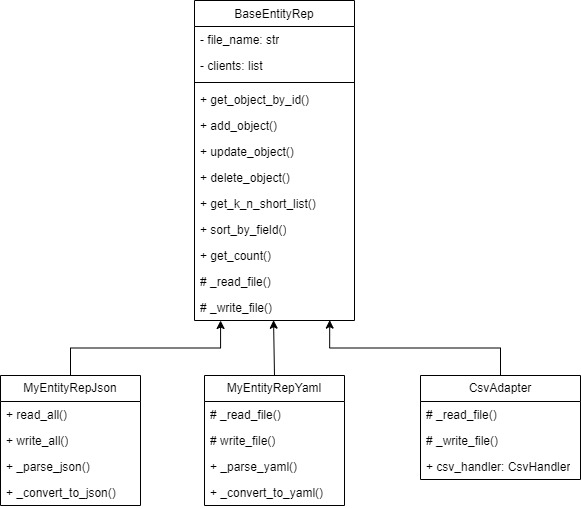 BaseEntityRep
- file_name: str
- clients: list
+ get_object_by_id()
+ add_object()
+ update_object()
+ delete_object()
+ get_k_n_short_list()
+ sort_by_field()
+ get_count()
# _read_file()
# _write_file()
MyEntityRepJson
+ read_all()
+ write_all()
+ _parse_json()
+ _convert_to_json()
MyEntityRepYaml
# _read_file()
# write_file()
+ _parse_yaml()
+ _convert_to_yaml()
CsvAdapter
# _read_file()
# _write_file()
+ csv_handler: CsvHandler